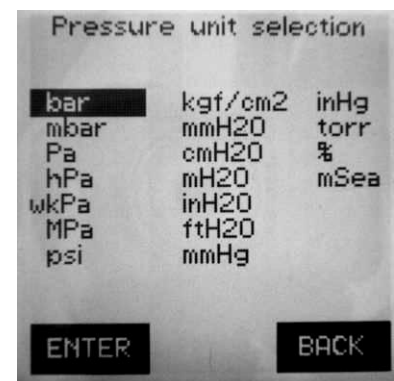 Pressure unit selection
bar kgf/cm2 inHg
mbar mmH2O torr
Pa cmH2O %
hPa mH2O mSea
wkPa inH2O
MPa ftH2O
psi mmHg
ENTER BACK